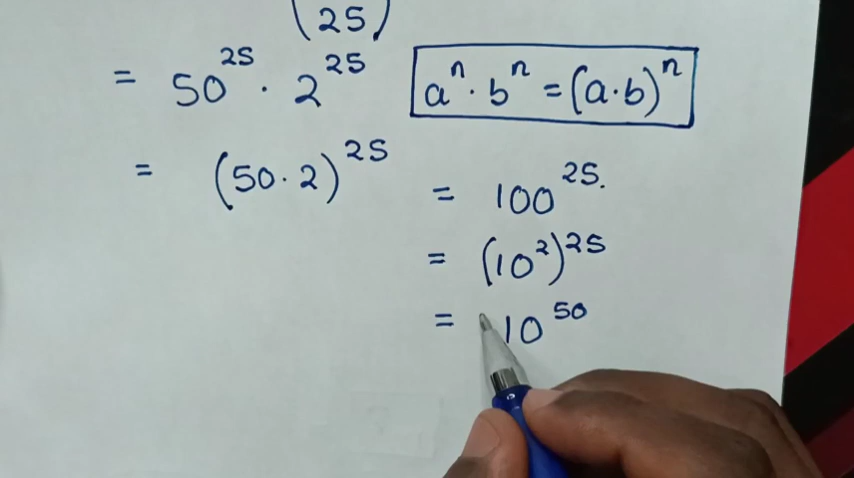 (25)
= 50^25 · 2^25
a^n · b^n = (a·b)^n
= (50·2)^25
= 100^25.
= (10^2)^25
= 10^50